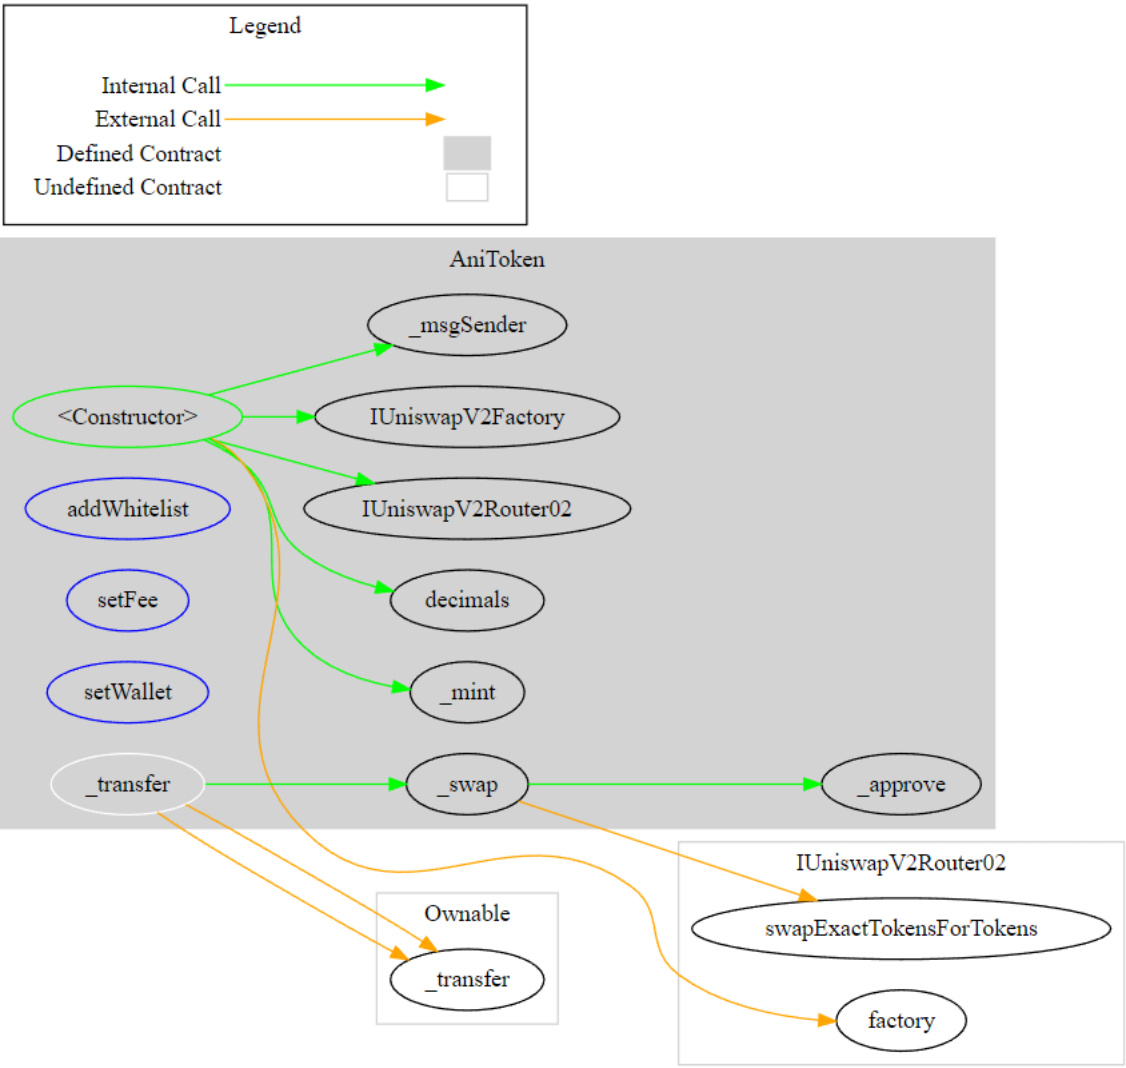 Legend
Internal Call
External Call
Defined Contract
Undefined Contract
AniToken
_msgSender
<Constructor>
IUniswapV2Factory
addWhitelist
IUniswapV2Router02
setFee
decimals
setWallet
_mint
_transfer
_swap
_approve
IUniswapV2Router02
Ownable
swapExactTokensForTokens
_transfer
factory